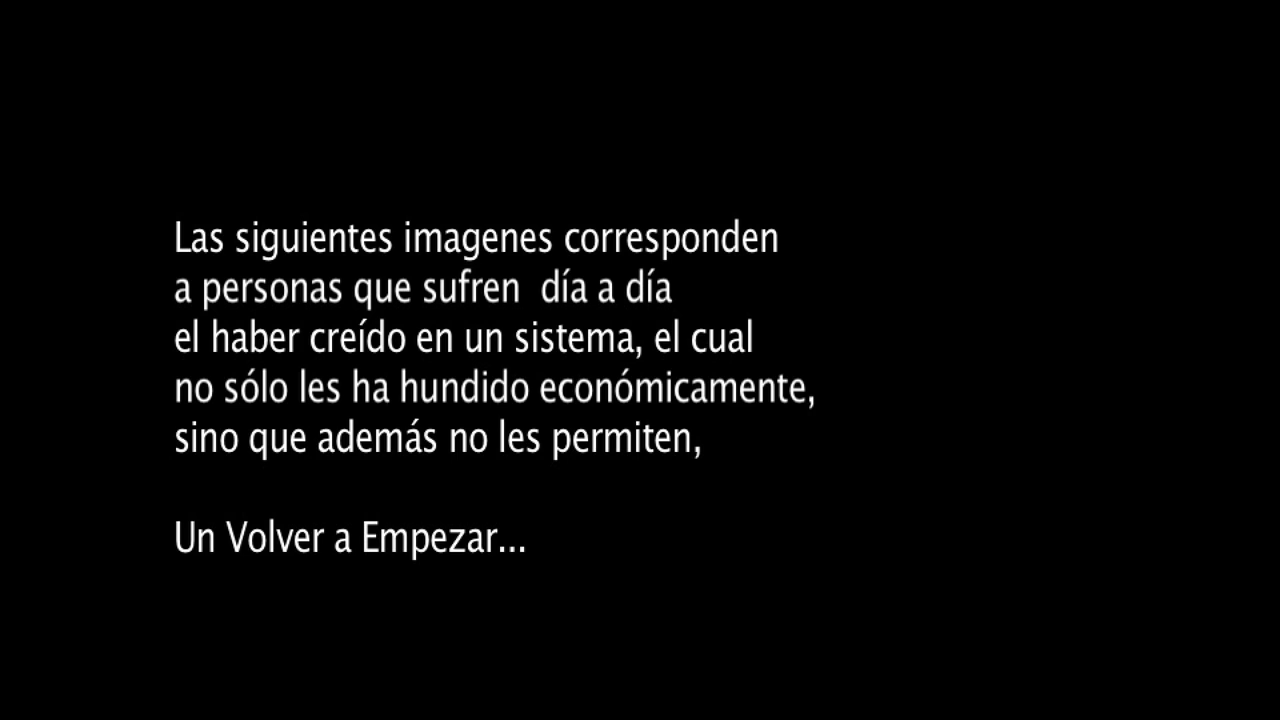 Las siguientes imagenes corresponden
a personas que sufren  día a día
el haber creído en un sistema, el cual
no sólo les ha hundido económicamente,
sino que además no les permiten,
Un Volver a Empezar...